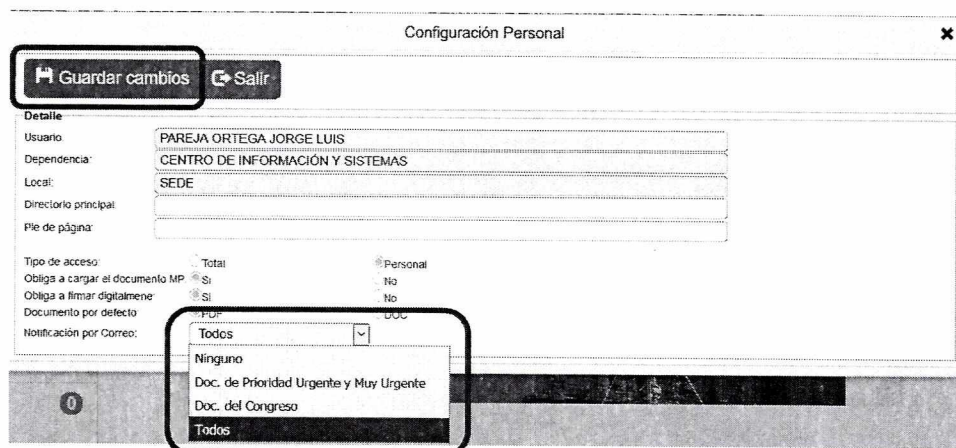 Configuración Personal
Guardar cambios Salir
Detalle
Usuario: PAREJA ORTEGA JORGE LUIS
Dependencia: CENTRO DE INFORMACIÓN Y SISTEMAS
Local: SEDE
Directorio principal:
Pie de página:
Tipo de acceso: Total Personal
Obliga a cargar el documento MP Si No
Obliga a firmar digitalmene Si No
Documento por defecto PDF DOC
Notificación por Correo: Todos
Ninguno
Doc. de Prioridad Urgente y Muy Urgente
Doc. del Congreso
Todos
0